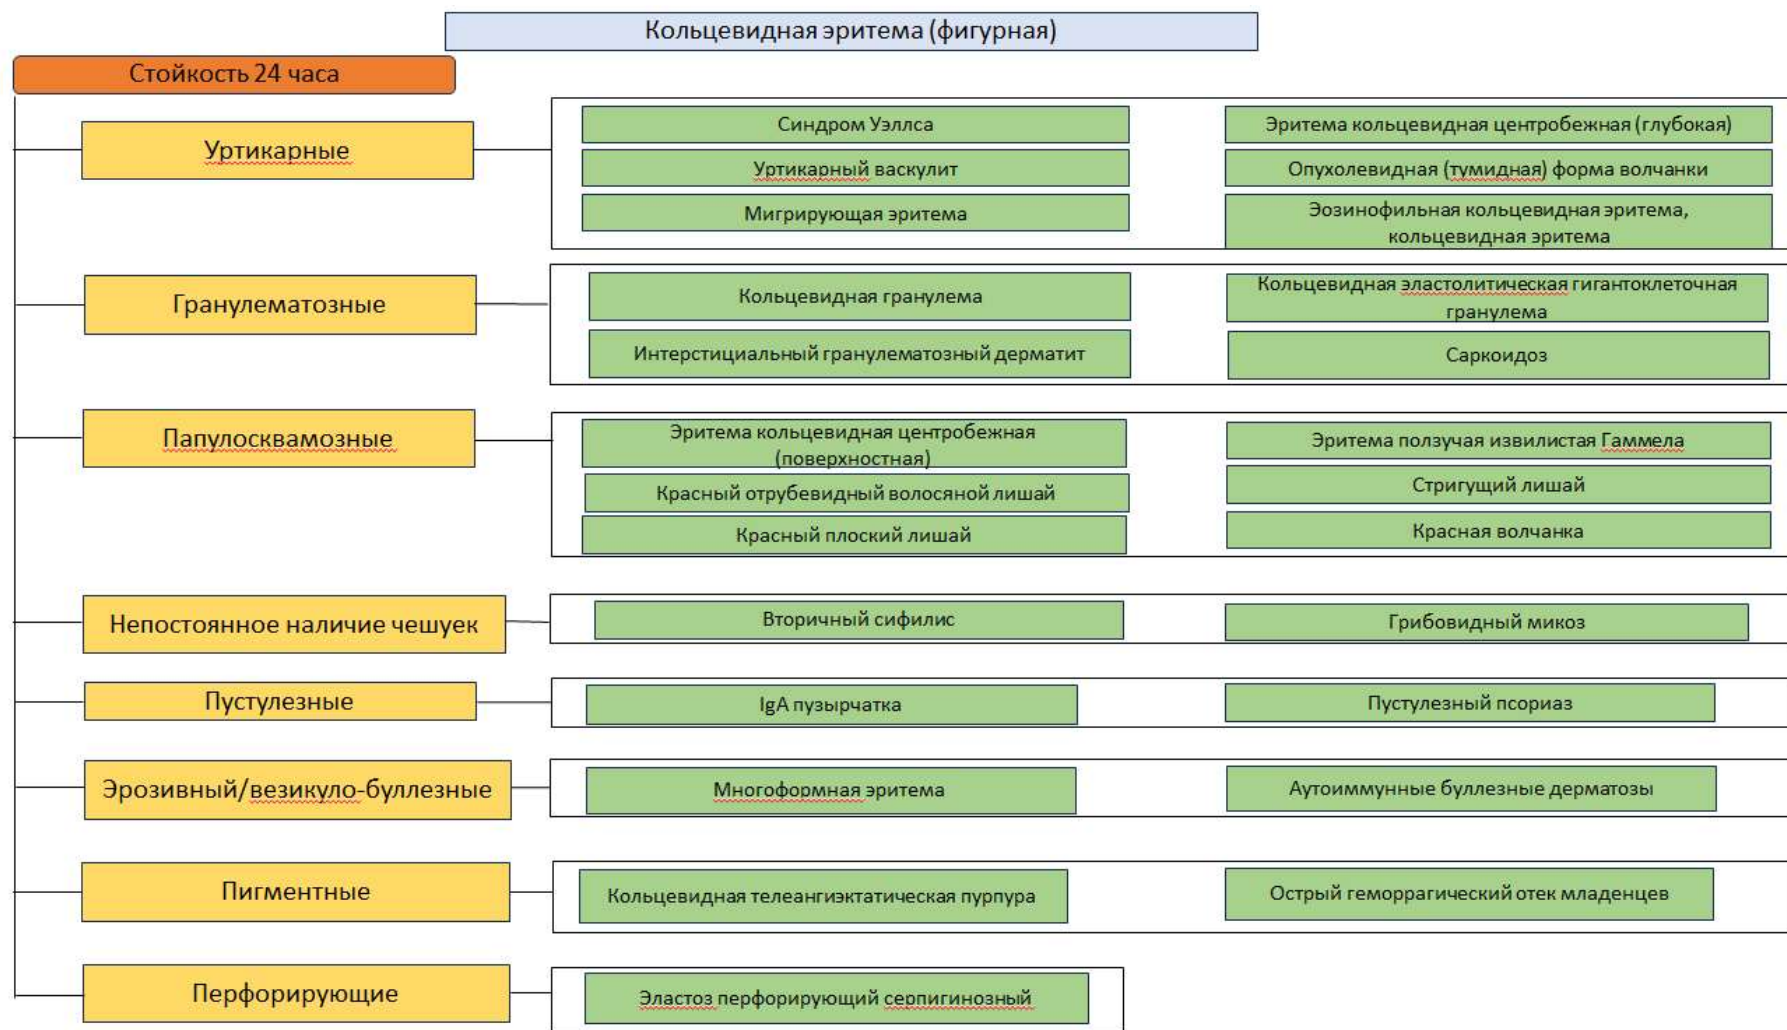 Кольцевидная эритема (фигурная)
Стойкость 24 часа
Уртикарные
Синдром Уэллса
Эритема кольцевидная центробежная (глубокая)
Уртикарный васкулит
Опухолевидная (тумидная) форма волчанки
Мигрирующая эритема
Эозинофильная кольцевидная эритема,
кольцевидная эритема
Гранулематозные
Кольцевидная гранулема
Кольцевидная эластолитическая гигантоклеточная
гранулема
Интерстициальный гранулематозный дерматит
Саркоидоз
Папулосквамозные
Эритема кольцевидная центробежная
(поверхностная)
Эритема ползучая извилистая Гаммела
Красный отрубевидный волосяной лишай
Стригущий лишай
Красный плоский лишай
Красная волчанка
Непостоянное наличие чешуек
Вторичный сифилис
Грибовидный микоз
Пустулезные
IgA пузырчатка
Пустулезный псориаз
Эрозивный/везикуло-буллезные
Многоформная эритема
Аутоиммунные буллезные дерматозы
Пигментные
Кольцевидная телеангиэктатическая пурпура
Острый геморрагический отек младенцев
Перфорирующие
Эластоз перфорирующий серпигинозный